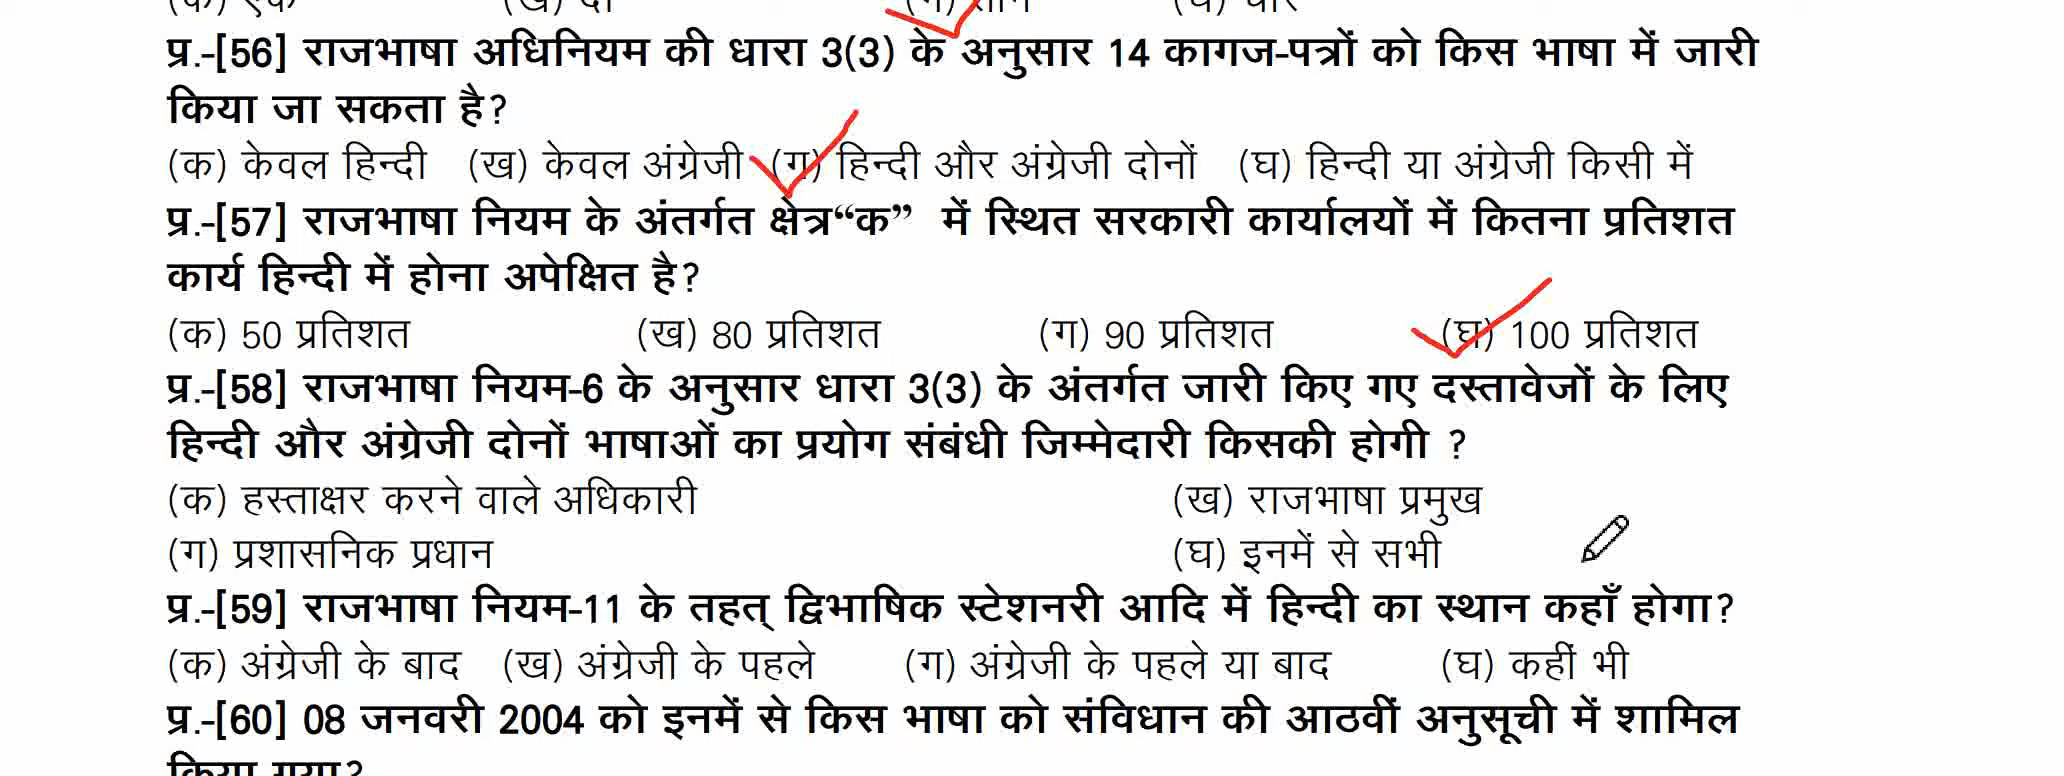 प्र.-[56] राजभाषा अधिनियम की धारा 3(3) के अनुसार 14 कागज-पत्रों को किस भाषा में जारी
किया जा सकता है?
(क) केवल हिन्दी (ख) केवल अंग्रेजी (ग) हिन्दी और अंग्रेजी दोनों (घ) हिन्दी या अंग्रेजी किसी में
प्र.-[57] राजभाषा नियम के अंतर्गत क्षेत्र“क” में स्थित सरकारी कार्यालयों में कितना प्रतिशत
कार्य हिन्दी में होना अपेक्षित है?
(क) 50 प्रतिशत (ख) 80 प्रतिशत (ग) 90 प्रतिशत (घ) 100 प्रतिशत
प्र.-[58] राजभाषा नियम-6 के अनुसार धारा 3(3) के अंतर्गत जारी किए गए दस्तावेजों के लिए
हिन्दी और अंग्रेजी दोनों भाषाओं का प्रयोग संबंधी जिम्मेदारी किसकी होगी ?
(क) हस्ताक्षर करने वाले अधिकारी (ख) राजभाषा प्रमुख
(ग) प्रशासनिक प्रधान (घ) इनमें से सभी
प्र.-[59] राजभाषा नियम-11 के तहत् द्विभाषिक स्टेशनरी आदि में हिन्दी का स्थान कहाँ होगा?
(क) अंग्रेजी के बाद (ख) अंग्रेजी के पहले (ग) अंग्रेजी के पहले या बाद (घ) कहीं भी
प्र.-[60] 08 जनवरी 2004 को इनमें से किस भाषा को संविधान की आठवीं अनुसूची में शामिल
किया गया?